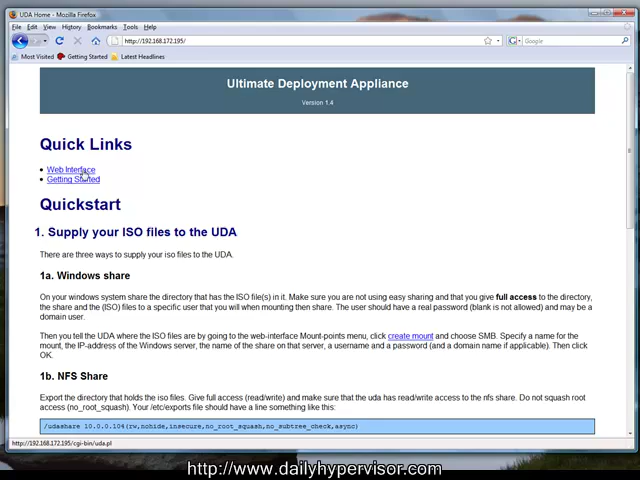 UDA Home - Mozilla Firefox
File Edit View History Bookmarks Tools Help
http://192.168.172.195/
Google
Most Visited Getting Started Latest Headlines
Ultimate Deployment Appliance
Version 1.4
Quick Links
Web Interface
Getting Started
Quickstart
1. Supply your ISO files to the UDA
There are three ways to supply your iso files to the UDA.
1a. Windows share
On your windows system share the directory that has the ISO file(s) in it. Make sure you are not using easy sharing and that you give full access to the directory,
the share and the (ISO) files to a specific user that you will when mounting then share. The user should have a real password (blank is not allowed) and may be a
domain user.
Then you tell the UDA where the ISO files are by going to the web-interface Mount-points menu, click create mount and choose SMB. Specify a name for the
mount, the IP-address of the Windows server, the name of the share on that server, a username and a password (and a domain name if applicable). Then click
OK.
1b. NFS Share
Export the directory that holds the iso files. Give full access (read/write) and make sure that the uda has read/write access to the nfs share. Do not squash root
access (no_root_squash). Your /etc/exports file should have a line something like this:
/udashare 10.0.0.104(rw,nohide,insecure,no_root_squash,no_subtree_check,async)
http://192.168.172.195/cgi-bin/uda.pl
http://www.dailyhypervisor.com